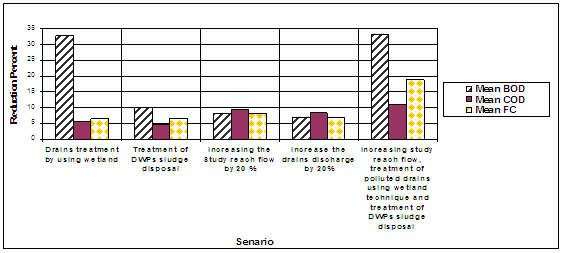 Reduction Percent
35
30
25
20
15
10
5
0
Drains treatment
by using wetland
Treatment of
DWPs sludge
disposal
Increasing the
Study reach flow
by 20 %
Increase the
drains discharge
by 20%
Increasing study
reach flow,
treatment of
polluted drains
using wetland
technique and
treatment of
DWPs sludge
disposal
Senario
Mean BOD
Mean COD
Mean FC